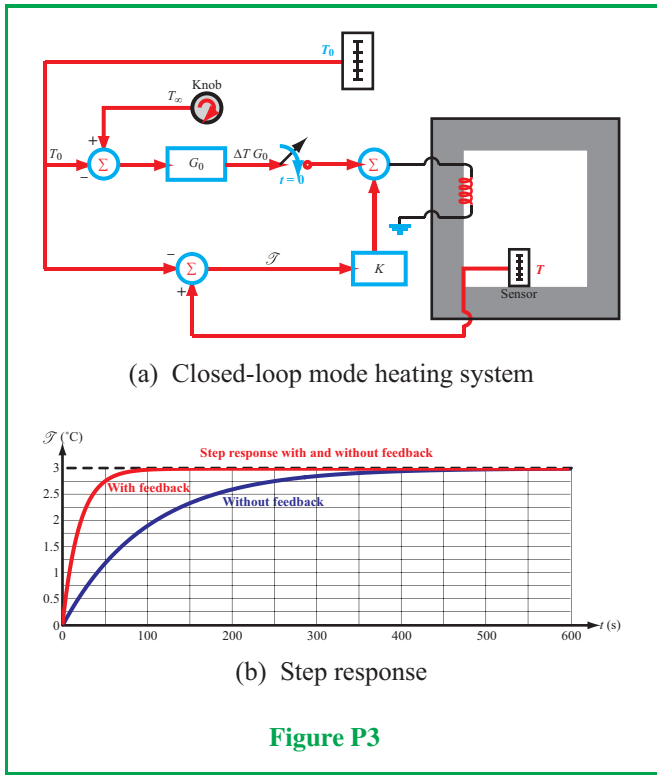 T₀
Knob
T∞
+
T₀
−
Σ
G₀
ΔT G₀
t = 0
Σ
−
Σ
+
𝒯
K
T
Sensor
(a) Closed-loop mode heating system
𝒯 (°C)
Step response with and without feedback
3
With feedback
2.5
Without feedback
2
1.5
1
0.5
0
0 100 200 300 400 500 600
t (s)
(b) Step response
Figure P3